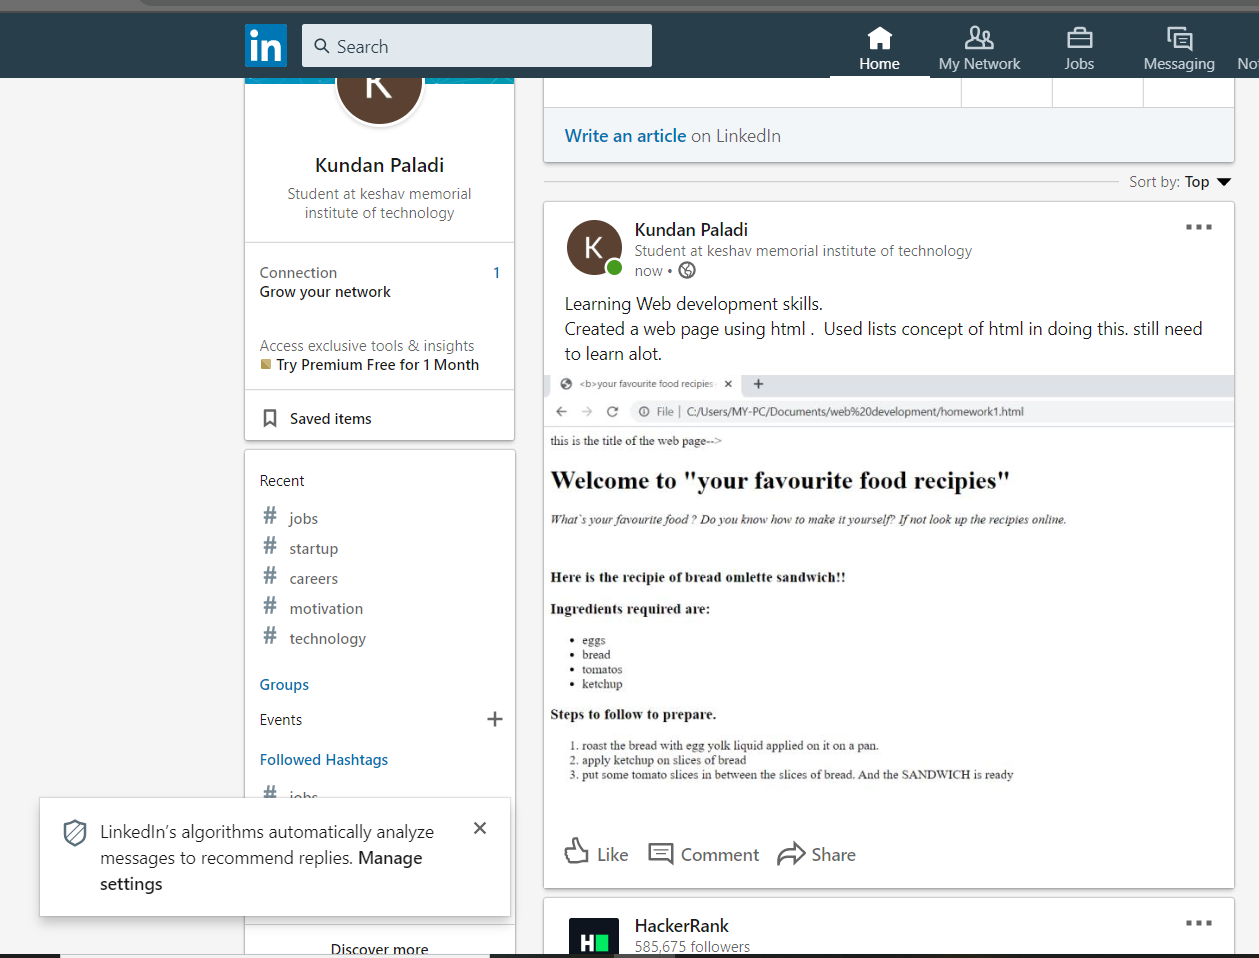 in
Search
Home
My Network
Jobs
Messaging
No
K
Kundan Paladi
Student at keshav memorial
institute of technology
Connection 1
Grow your network
Access exclusive tools & insights
Try Premium Free for 1 Month
Saved items
Recent
# jobs
# startup
# careers
# motivation
# technology
Groups
Events +
Followed Hashtags
# jobs
LinkedIn's algorithms automatically analyze
messages to recommend replies. Manage
settings
Discover more
Write an article on LinkedIn
Sort by: Top
K
Kundan Paladi
Student at keshav memorial institute of technology
now •
Learning Web development skills.
Created a web page using html .  Used lists concept of html in doing this. still need
to learn alot.
<b>your favourite food recipies
File | C:/Users/MY-PC/Documents/web%20development/homework1.html
this is the title of the web page-->
Welcome to "your favourite food recipies"
What`s your favourite food ? Do you know how to make it yourself? If not look up the recipies online.
Here is the recipie of bread omlette sandwich!!
Ingredients required are:
• eggs
• bread
• tomatos
• ketchup
Steps to follow to prepare.
1. roast the bread with egg yolk liquid applied on it on a pan.
2. apply ketchup on slices of bread
3. put some tomato slices in between the slices of bread. And the SANDWICH is ready
Like
Comment
Share
H
HackerRank
585,675 followers